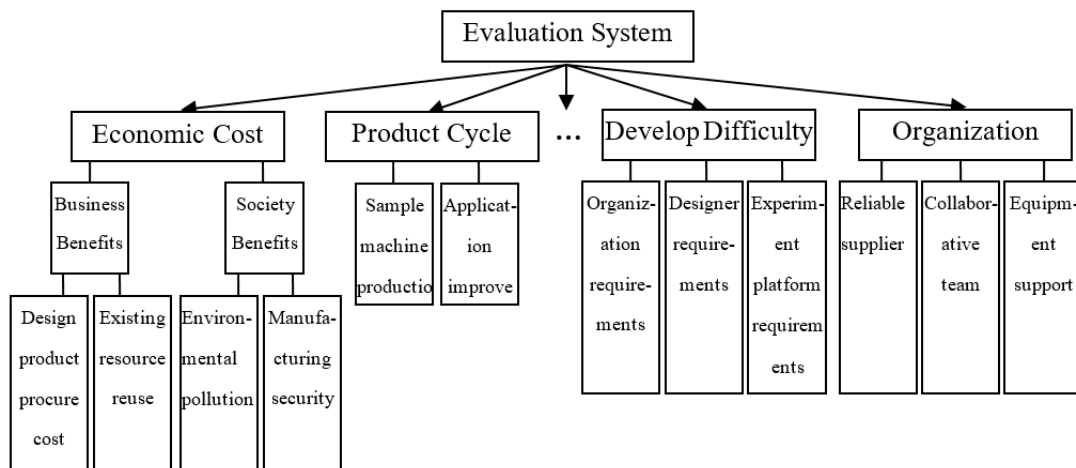 Evaluation System
Economic Cost
Product Cycle
...
Develop Difficulty
Organization
Business
Benefits
Society
Benefits
Sample
machine
productio
Applicat-
ion
improve
Organiz-
ation
require-
ments
Designer
require-
ments
Experim-
ent
platform
requirem
ents
Reliable
supplier
Collabor-
ative
team
Equipm-
ent
support
Design
product
procure
cost
Existing
resource
reuse
Environ-
mental
pollution
Manufa-
cturing
security